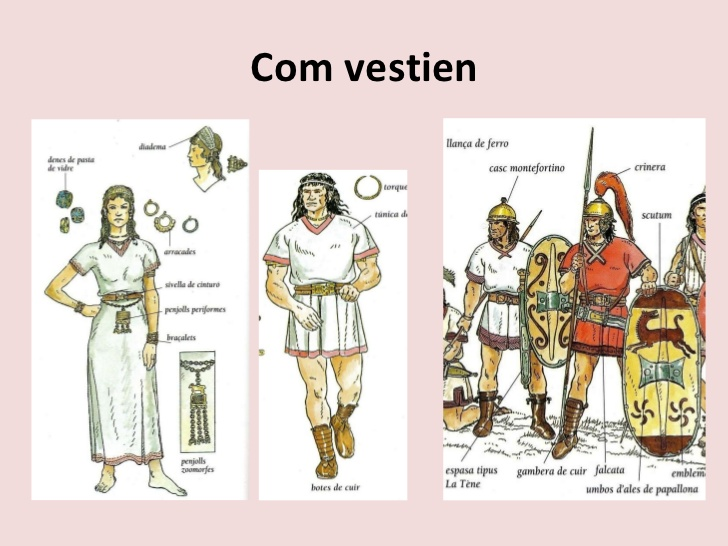 Com vestien
diadema
denes de pasta
de vidre
arracades
sivella de cinturó
penjolls periformes
braçalets
penjolls
zoomorfes
torque
túnica d
botes de cuir
llança de ferro
casc montefortino
crinera
scutum
espasa tipus
La Tène
gambera de cuir
falcata
emblem
umbos d'ales de papallona